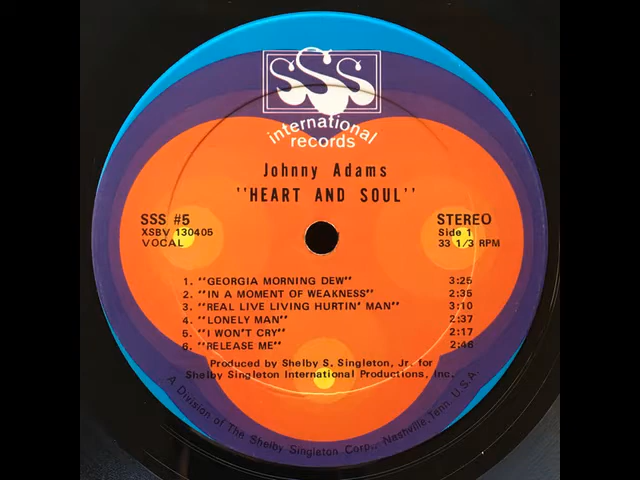 SSS
international
records
Johnny Adams
"HEART AND SOUL"
SSS #5
XSBV 130405
VOCAL
STEREO
Side 1
33 1/3 RPM
1. "GEORGIA MORNING DEW" 3:25
2. "IN A MOMENT OF WEAKNESS" 2:35
3. "REAL LIVE LIVING HURTIN' MAN" 3:10
4. "LONELY MAN" 2:37
5. "I WON'T CRY" 2:17
6. "RELEASE ME" 2:46
Produced by Shelby S. Singleton, Jr. for
Shelby Singleton International Productions, Inc.
A Division of The Shelby Singleton Corp., Nashville, Tenn. U.S.A.